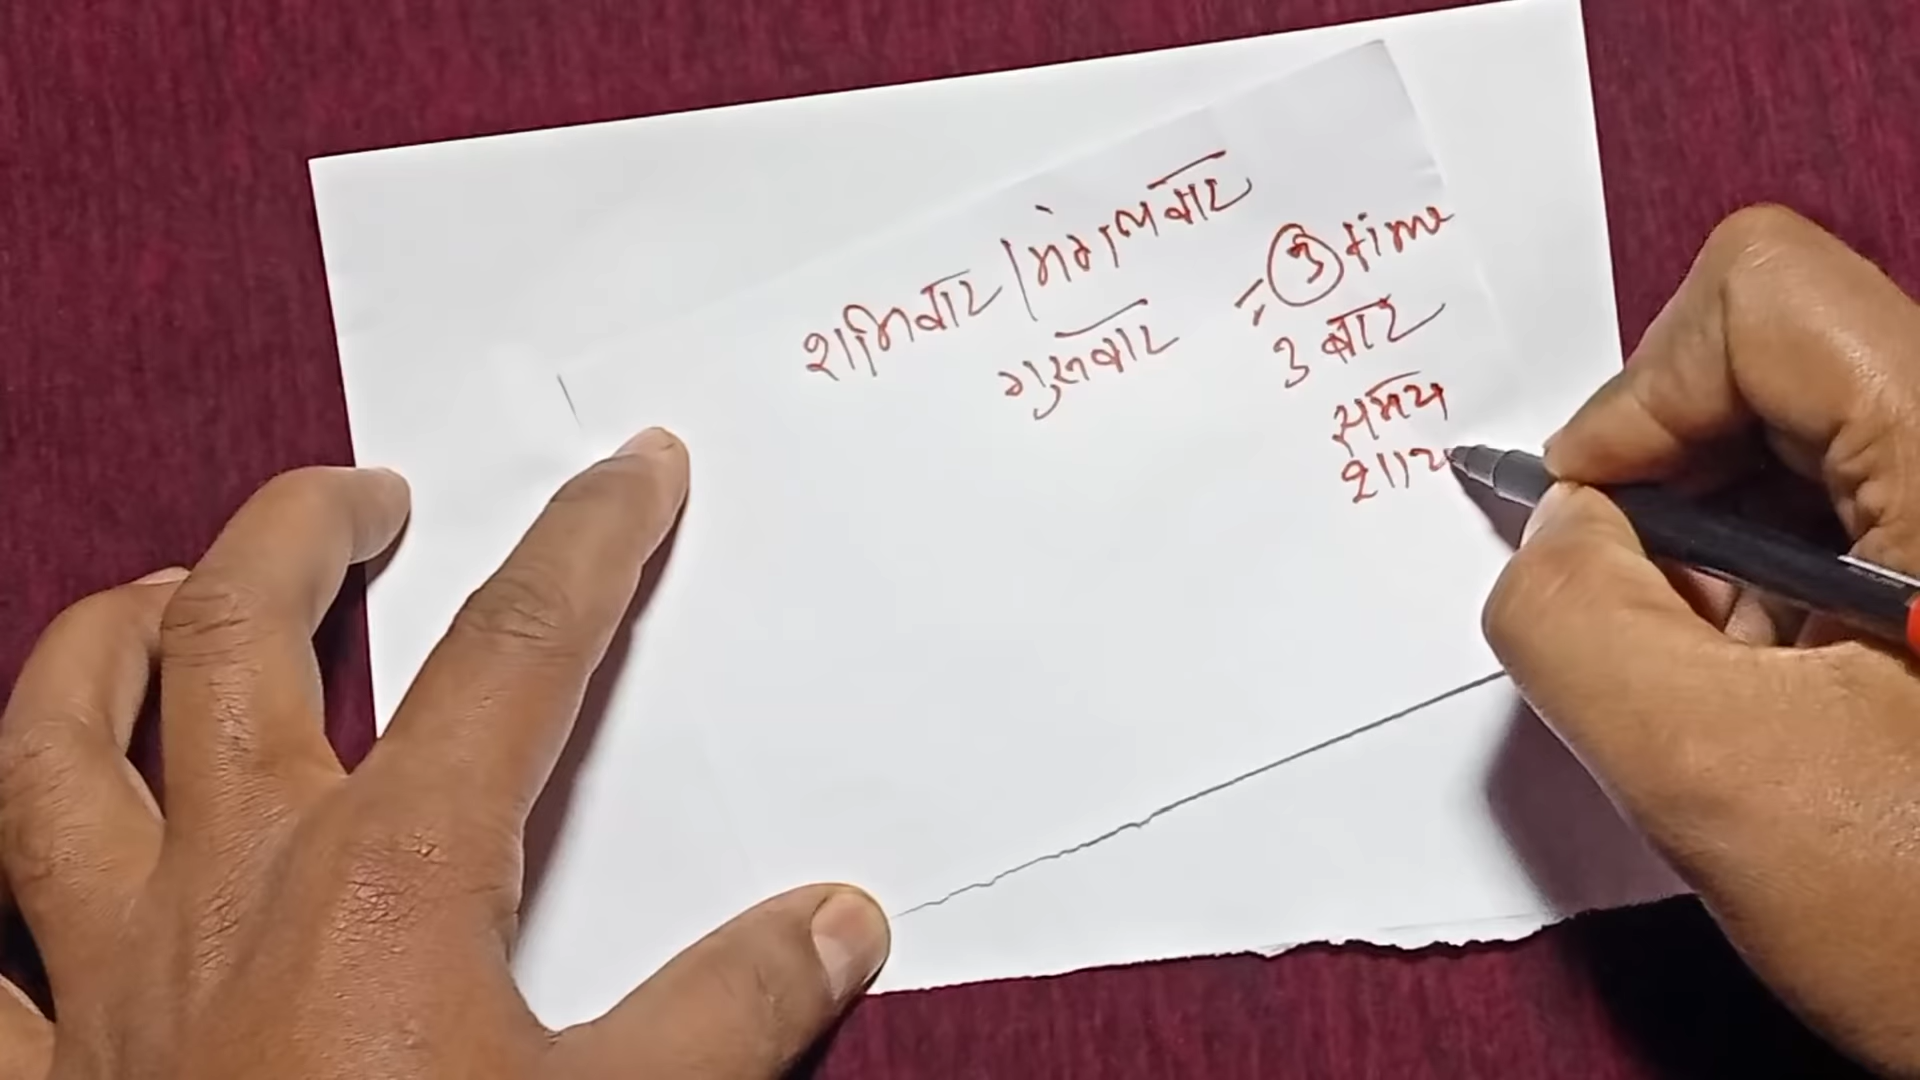 शनिवार | मंगलवार
गुरुवार
= 3 time
3 बार
समय
शाय